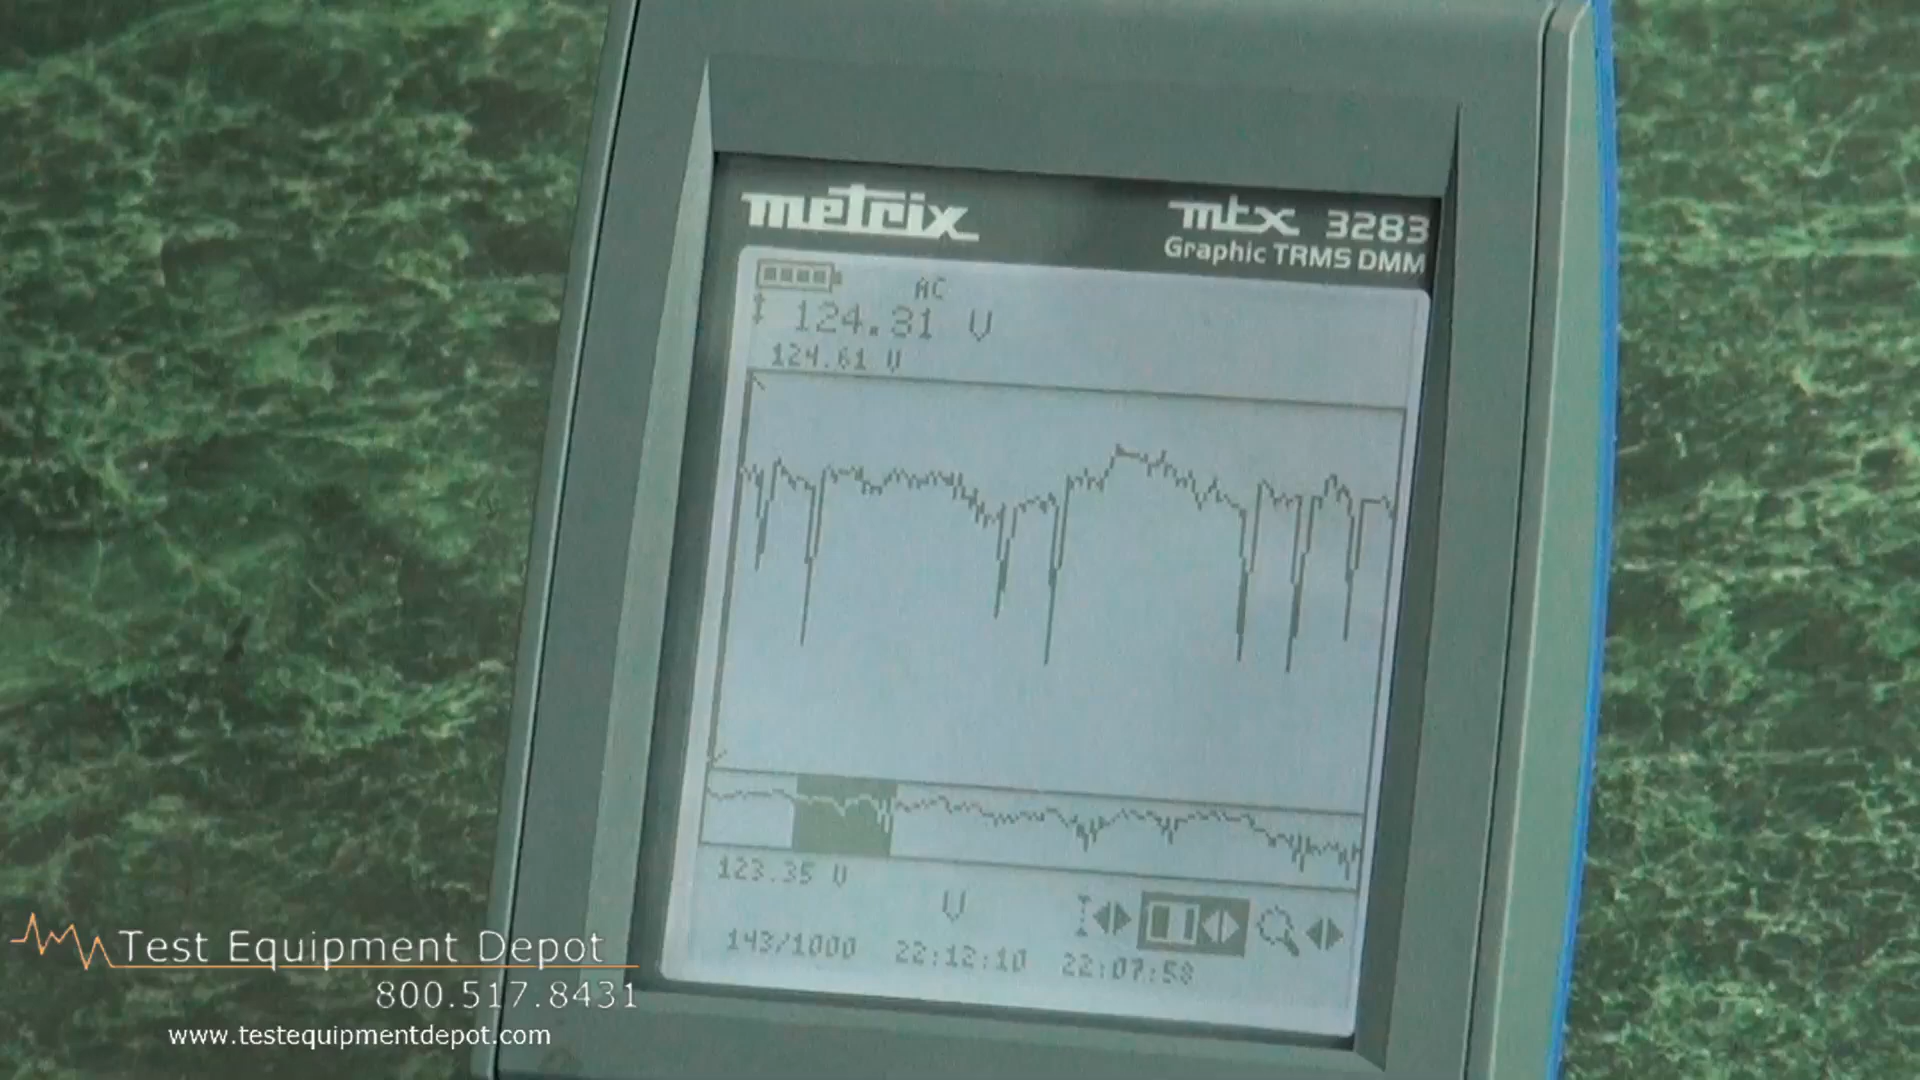 metrix
mtx 3283
Graphic TRMS DMM
AC
124.31 V
124.61 V
123.35 V
V
143/1000 22:12:10 22:07:58
Test Equipment Depot
800.517.8431
www.testequipmentdepot.com